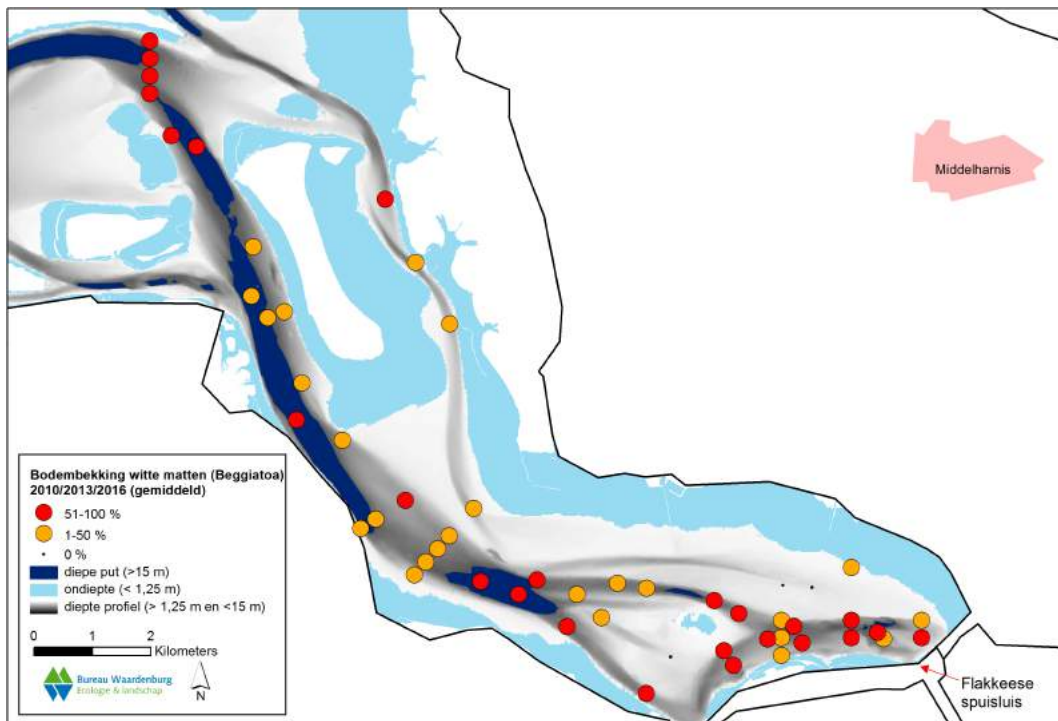 Middelharnis
Bodembekking witte matten (Beggiatoa)
2010/2013/2016 (gemiddeld)
51-100 %
1-50 %
0 %
diepe put (>15 m)
ondiepte (< 1,25 m)
diepte profiel (> 1,25 m en <15 m)
0 1 2
Kilometers
Bureau Waardenburg
Ecologie & landschap
N
Flakkeese
spuisluis